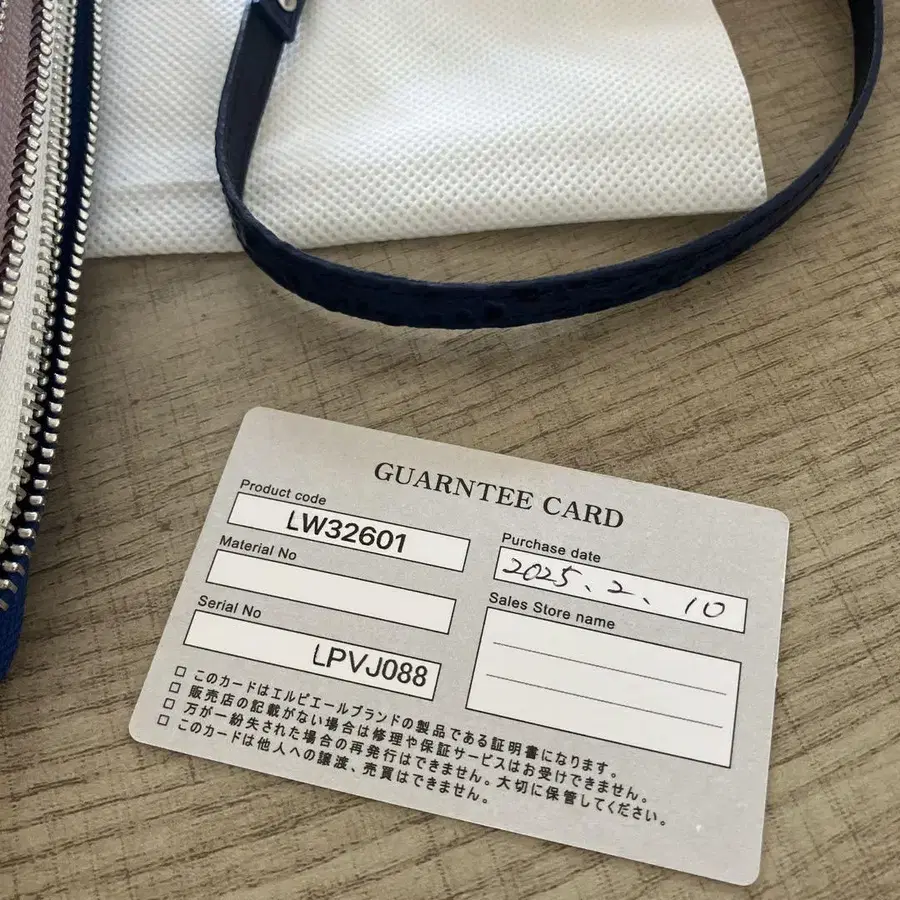 GUARNTEE CARD
Product code
LW32601
Material No
Serial No
LPVJ088
Purchase date
2025、2、10
Sales Store name
□ このカードはエルピエールブランドの製品である証明書になります。
□ 販売店の記載がない場合は修理や保証サービスはお受けできません。
□ 万が一紛失された場合の再発行はできません。大切に保管してください。
□ このカードは他人への譲渡、売買はできません。